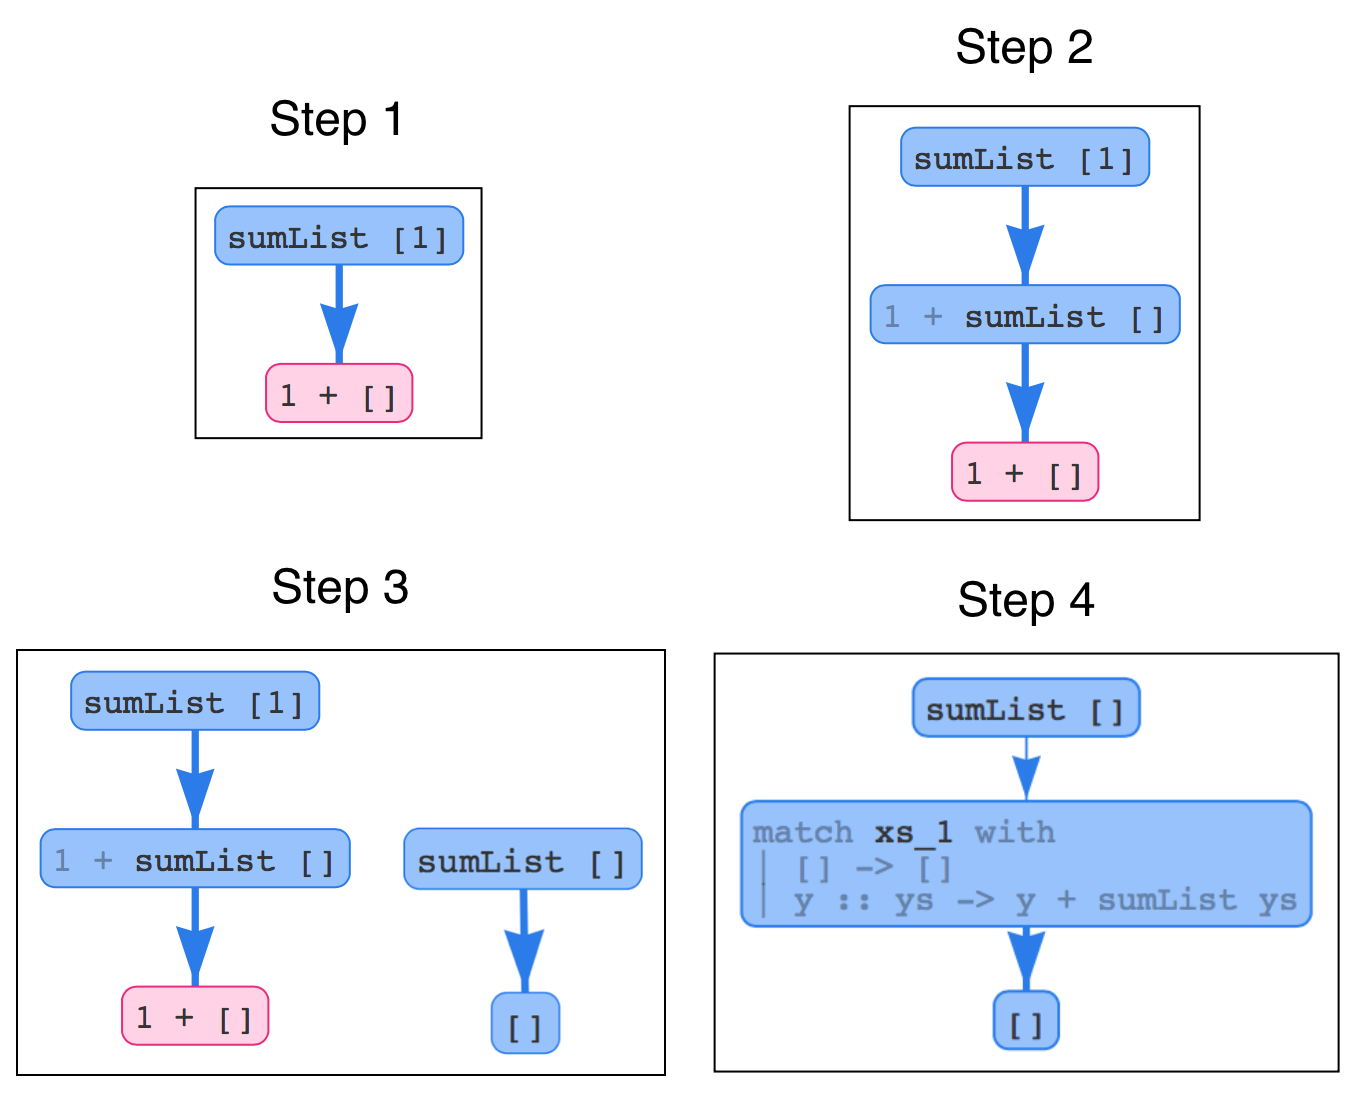 Step 1
sumList [1]
1 + []
Step 2
sumList [1]
1 + sumList []
1 + []
Step 3
sumList [1]
1 + sumList []
1 + []
sumList []
[]
Step 4
sumList []
match xs_1 with
| [] -> []
| y :: ys -> y + sumList ys
[]